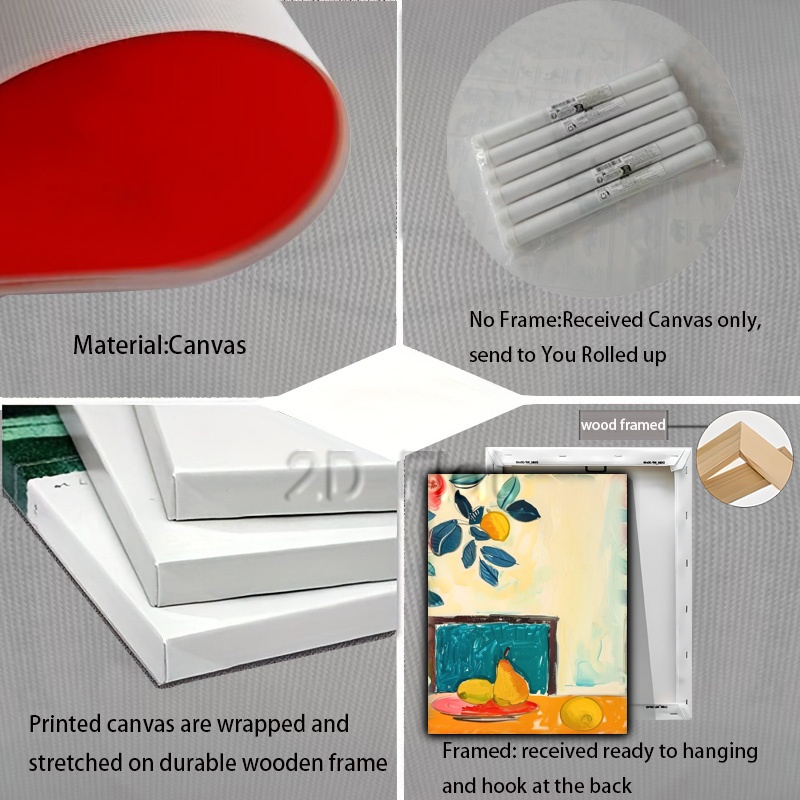 Material:Canvas
No Frame:Received Canvas only,
send to You Rolled up
2D
wood framed
Printed canvas are wrapped and
stretched on durable wooden frame
Framed: received ready to hanging
and hook at the back